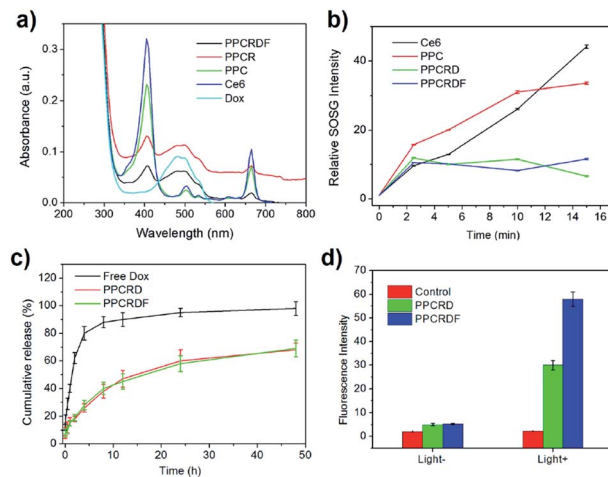 a)
PPCRDF
PPCR
PPC
Ce6
Dox
Absorbance (a.u.)
0.3
0.2
0.1
0.0
200 300 400 500 600 700 800
Wavelength (nm)
b)
Ce6
PPC
PPCRD
PPCRDF
Relative SOSG Intensity
50
40
30
20
10
0
0 2 4 6 8 10 12 14 16
Time (min)
c)
Free Dox
PPCRD
PPCRDF
Cumulative release (%)
100
80
60
40
20
0
0 10 20 30 40 50
Time (h)
d)
Control
PPCRD
PPCRDF
Fluorescence Intensity
70
60
50
40
30
20
10
0
Light- Light+